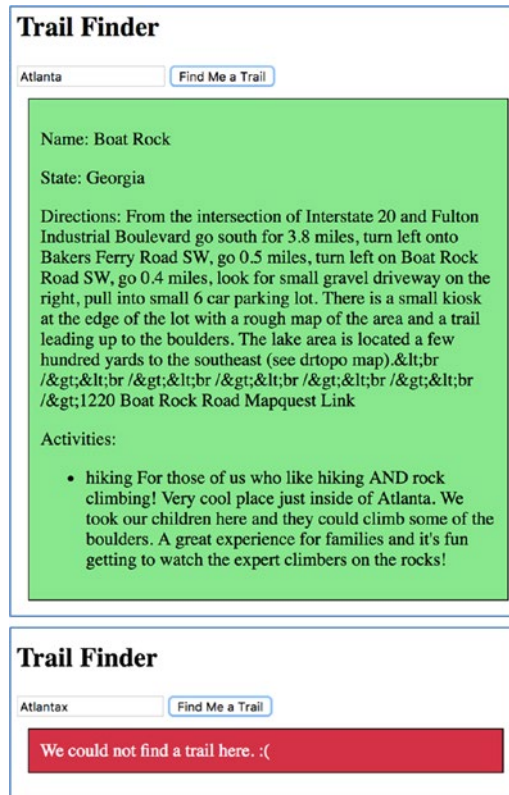 Trail Finder
Atlanta Find Me a Trail
Name: Boat Rock
State: Georgia
Directions: From the intersection of Interstate 20 and Fulton
Industrial Boulevard go south for 3.8 miles, turn left onto
Bakers Ferry Road SW, go 0.5 miles, turn left on Boat Rock
Road SW, go 0.4 miles, look for small gravel driveway on the
right, pull into small 6 car parking lot. There is a small kiosk
at the edge of the lot with a rough map of the area and a trail
leading up to the boulders. The lake area is located a few
hundred yards to the southeast (see drtopo map).&lt;br
/&gt;&lt;br /&gt;&lt;br /&gt;&lt;br /&gt;&lt;br /&gt;&lt;br
/&gt;1220 Boat Rock Road Mapquest Link
Activities:
• hiking For those of us who like hiking AND rock
climbing! Very cool place just inside of Atlanta. We
took our children here and they could climb some of the
boulders. A great experience for families and it's fun
getting to watch the expert climbers on the rocks!
Trail Finder
Atlantax Find Me a Trail
We could not find a trail here. :(